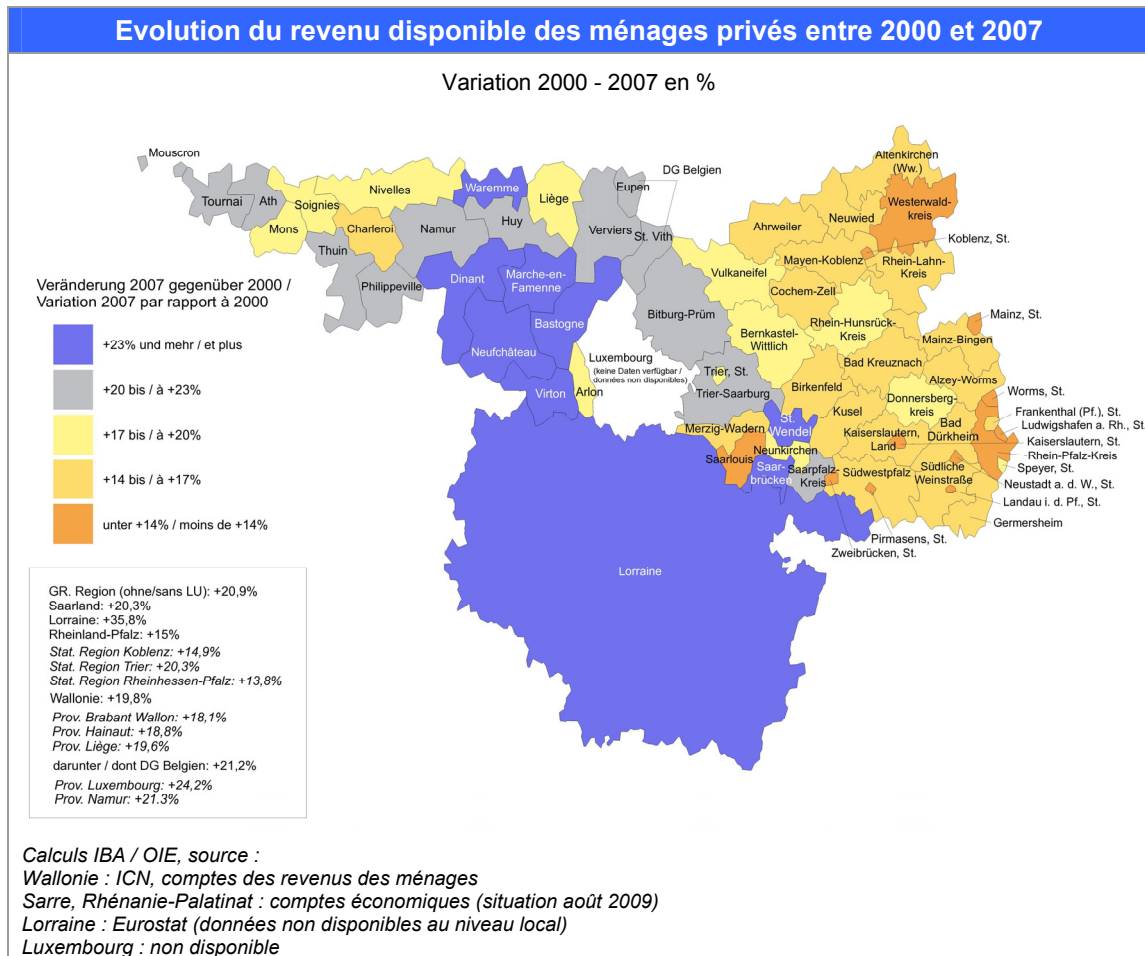 Evolution du revenu disponible des ménages privés entre 2000 et 2007
Variation 2000 - 2007 en %
Mouscron
Tournai
Ath
Soignies
Mons
Nivelles
Charleroi
Thuin
Philippeville
Namur
Waremme
Huy
Liège
Verviers
Eupen
St. Vith
DG Belgien
Dinant
Marche-en-
Famenne
Bastogne
Neufchâteau
Virton
Arlon
Luxembourg
(keine Daten verfügbar /
données non disponibles)
Bitburg-Prüm
Vulkaneifel
Bernkastel-
Wittlich
Trier, St.
Trier-Saarburg
Ahrweiler
Altenkirchen
(Ww.)
Neuwied
Westerwald-
kreis
Koblenz, St.
Mayen-Koblenz
Rhein-Lahn-
Kreis
Cochem-Zell
Rhein-Hunsrück-
Kreis
Mainz, St.
Mainz-Bingen
Bad Kreuznach
Alzey-Worms
Birkenfeld
Donnersberg-
kreis
Worms, St.
Frankenthal (Pf.), St.
Ludwigshafen a. Rh., St.
Kaiserslautern, St.
Rhein-Pfalz-Kreis
Speyer, St.
Neustadt a. d. W., St.
Landau i. d. Pf., St.
Germersheim
Kusel
Kaiserslautern,
Land
Bad
Dürkheim
Merzig-Wadern
St.
Wendel
Saarlouis
Neunkirchen
Saar-
brücken
Saarpfalz-
Kreis
Südwestpfalz
Südliche
Weinstraße
Pirmasens, St.
Zweibrücken, St.
Lorraine
Veränderung 2007 gegenüber 2000 /
Variation 2007 par rapport à 2000
+23% und mehr / et plus
+20 bis / à +23%
+17 bis / à +20%
+14 bis / à +17%
unter +14% / moins de +14%
GR. Region (ohne/sans LU): +20,9%
Saarland: +20,3%
Lorraine: +35,8%
Rheinland-Pfalz: +15%
Stat. Region Koblenz: +14,9%
Stat. Region Trier: +20,3%
Stat. Region Rheinhessen-Pfalz: +13,8%
Wallonie: +19,8%
Prov. Brabant Wallon: +18,1%
Prov. Hainaut: +18,8%
Prov. Liège: +19,6%
darunter / dont DG Belgien: +21,2%
Prov. Luxembourg: +24,2%
Prov. Namur: +21.3%
Calculs IBA / OIE, source :
Wallonie : ICN, comptes des revenus des ménages
Sarre, Rhénanie-Palatinat : comptes économiques (situation août 2009)
Lorraine : Eurostat (données non disponibles au niveau local)
Luxembourg : non disponible